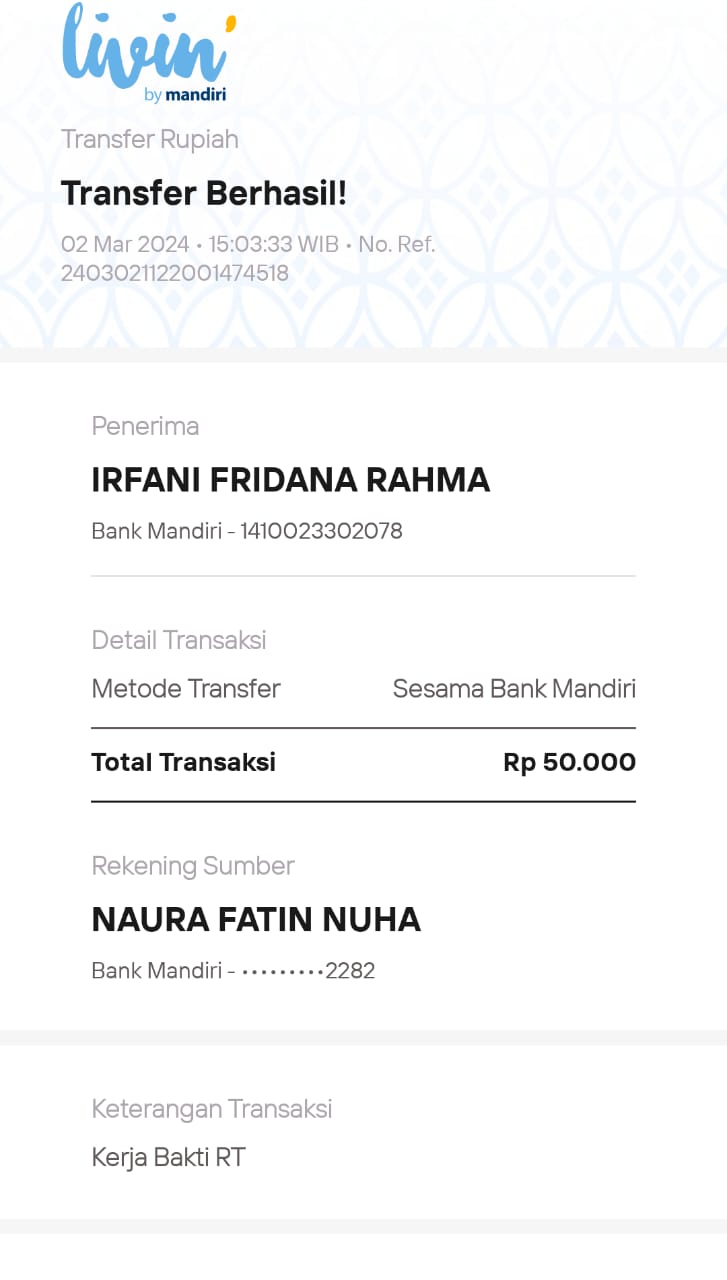 livin'
by mandiri
Transfer Rupiah
Transfer Berhasil!
02 Mar 2024 • 15:03:33 WIB • No. Ref.
2403021122001474518
Penerima
IRFANI FRIDANA RAHMA
Bank Mandiri - 1410023302078
Detail Transaksi
Metode Transfer Sesama Bank Mandiri
Total Transaksi Rp 50.000
Rekening Sumber
NAURA FATIN NUHA
Bank Mandiri - •••••••••2282
Keterangan Transaksi
Kerja Bakti RT